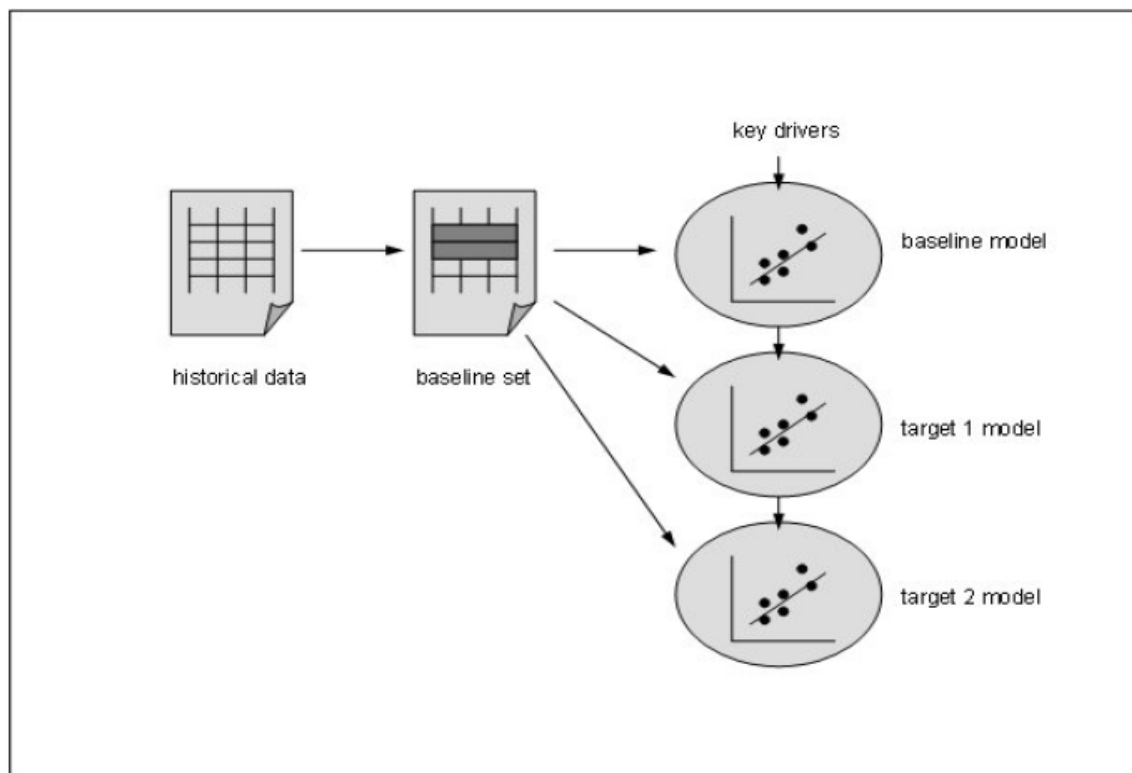 key drivers
baseline model
historical data
baseline set
target 1 model
target 2 model